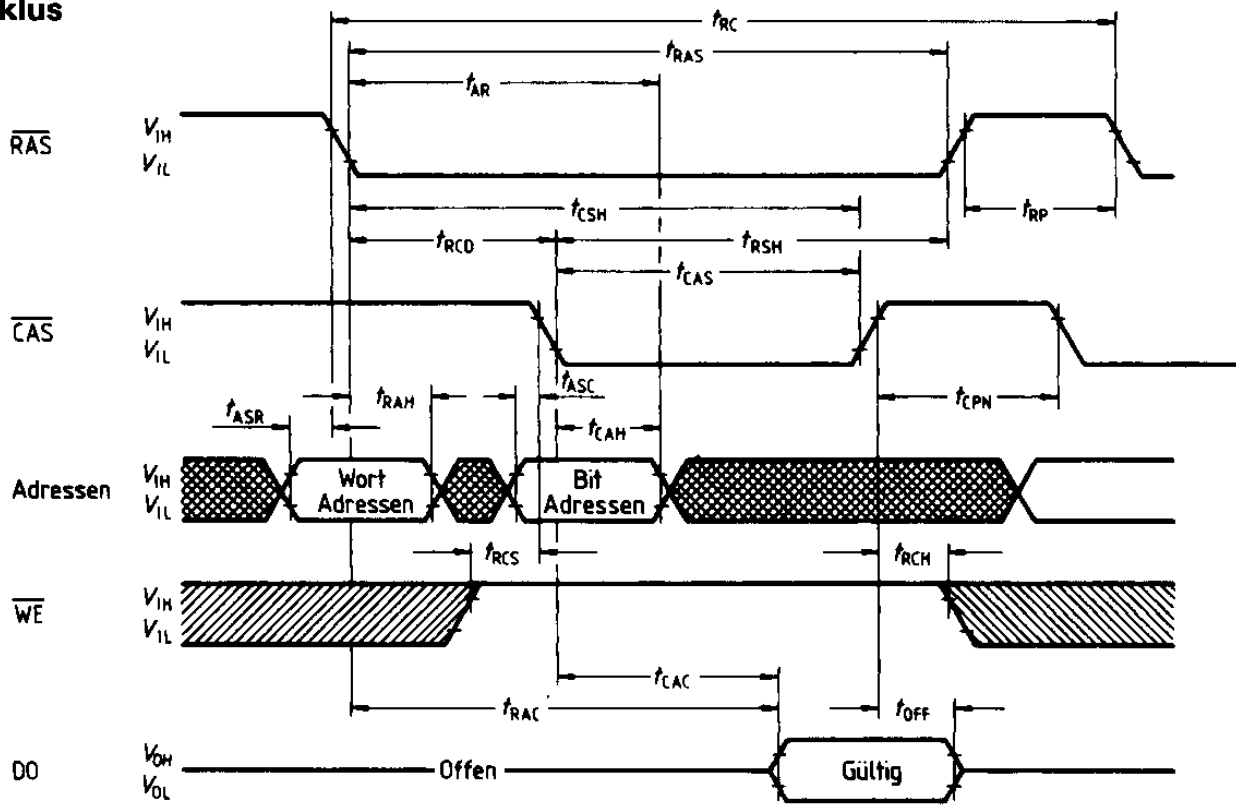 klus
tRC
tRAS
tAR
RAS
VIH
VIL
tCSH
tRP
tRCD
tRSH
tCAS
CAS
VIH
VIL
tASC
tASR
tRAH
tCPN
tCAH
Adressen
VIH
VIL
Wort
Adressen
Bit
Adressen
tRCS
tRCH
WE
VIH
VIL
tCAC
tRAC
tOFF
DO
VOH
VOL
Offen
Gültig